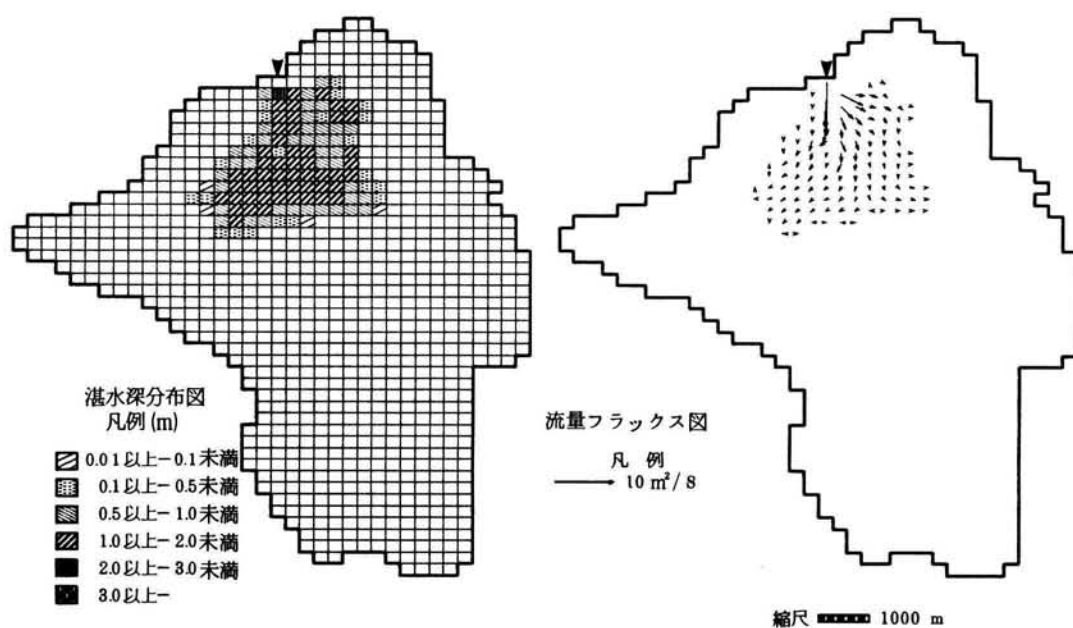 湛水深分布図
凡例(m)
0.01以上－0.1未満
0.1以上－0.5未満
0.5以上－1.0未満
1.0以上－2.0未満
2.0以上－3.0未満
3.0以上－
流量フラックス図
凡 例
10 m²/8
縮尺 1000 m